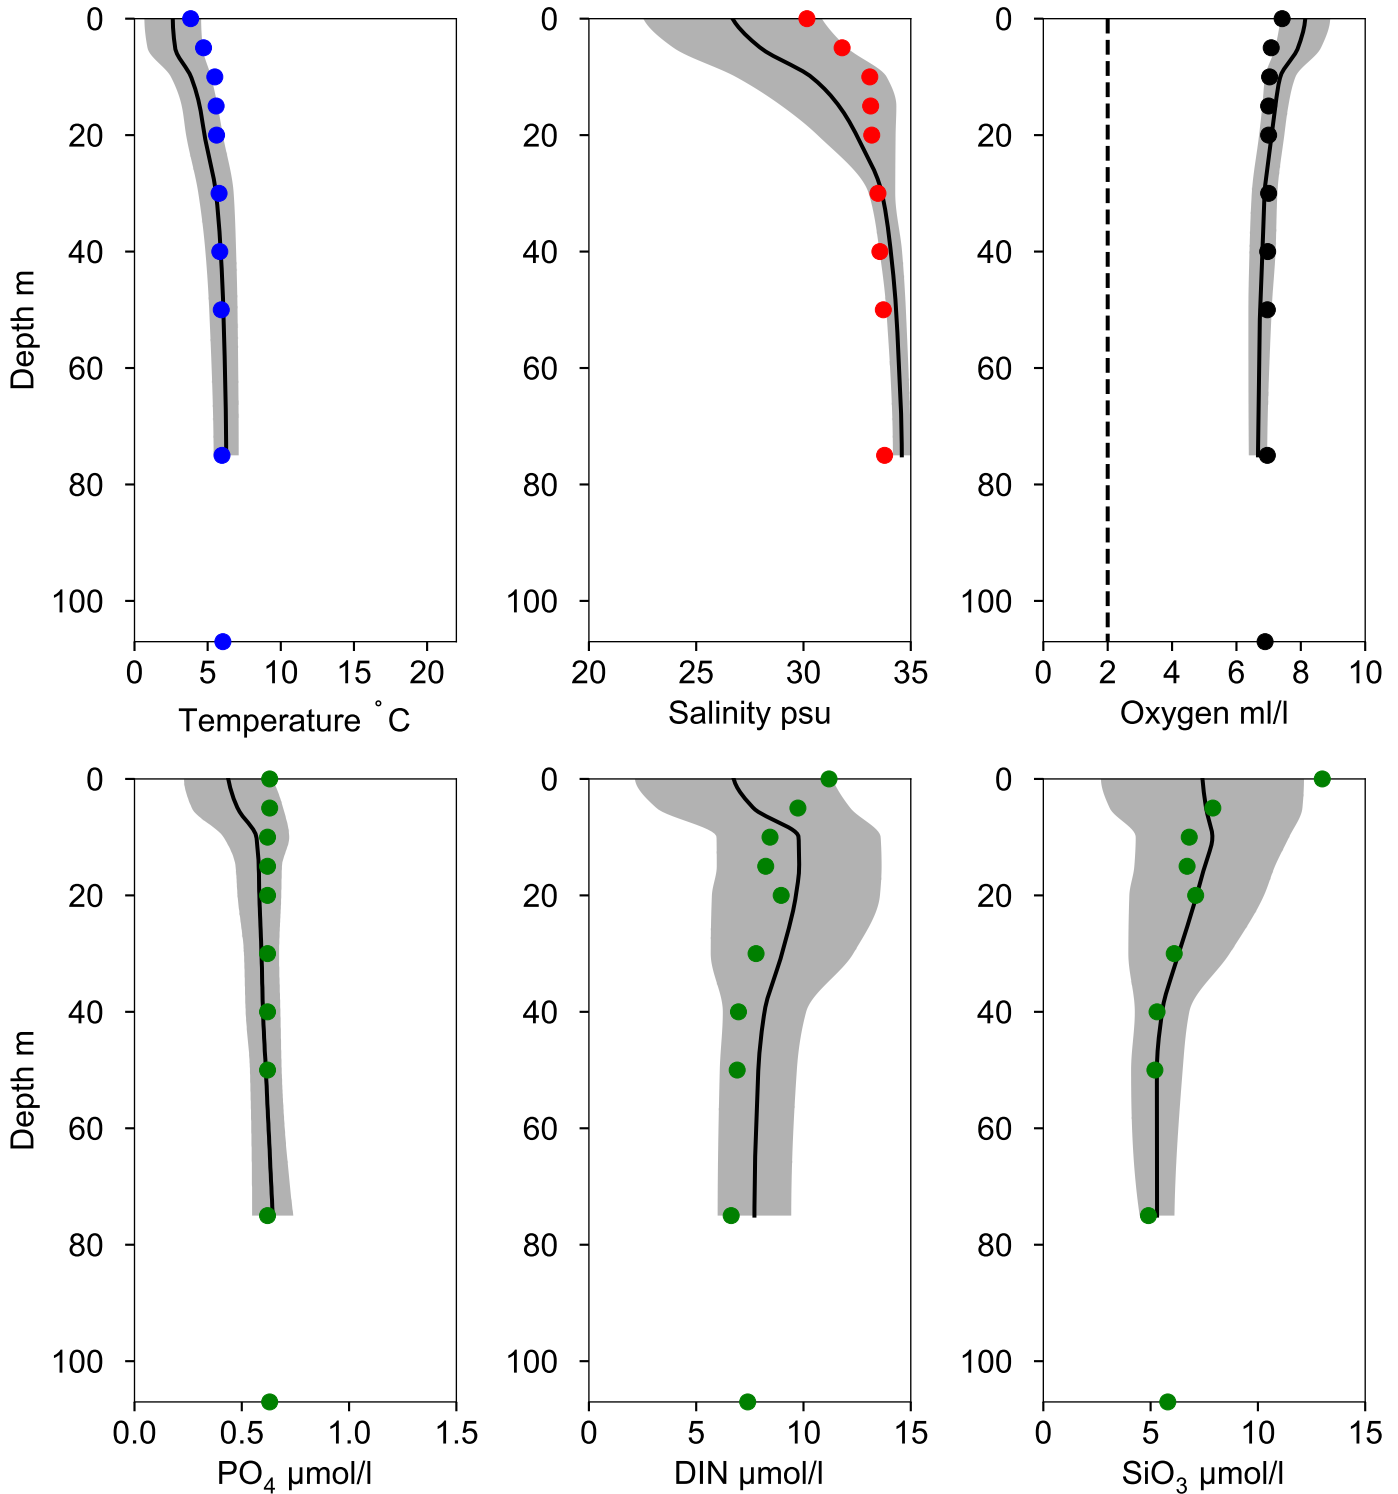 0
20
40
60
80
100
Depth m
0 5 10 15 20
Temperature °C
0
20
40
60
80
100
20 25 30 35
Salinity psu
0
20
40
60
80
100
0 2 4 6 8 10
Oxygen ml/l
0
20
40
60
80
100
Depth m
0.0 0.5 1.0 1.5
PO₄ µmol/l
0
20
40
60
80
100
0 5 10 15
DIN µmol/l
0
20
40
60
80
100
0 5 10 15
SiO₃ µmol/l